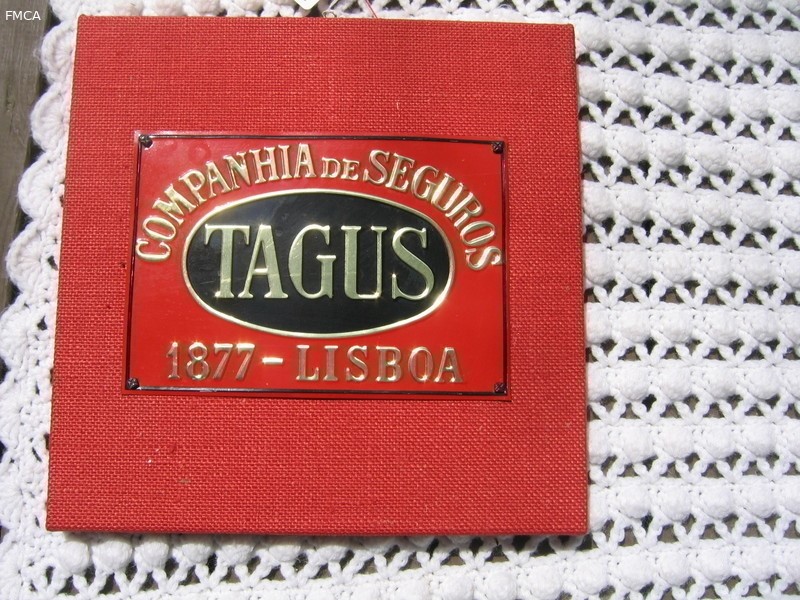 FMCA
COMPANHIA DE SEGUROS
TAGUS
1877 - LISBOA